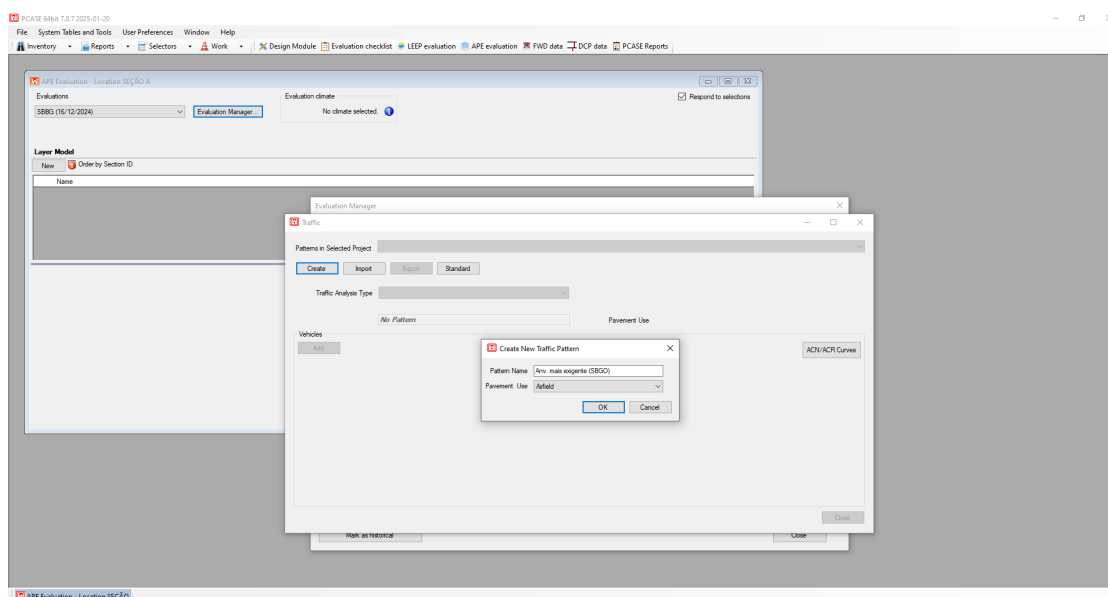 PCASE 64bit 7.0.7 2025-01-20
File System Tables and Tools User Preferences Window Help
Inventory Reports Selectors Work Design Module Evaluation checklist LEEP evaluation APE evaluation FWD data DCP data PCASE Reports
APE Evaluation - Location SEÇÃO A
Evaluations Evaluation climate Respond to selections
SBBG (16/12/2024) Evaluation Manager... No climate selected.
Layer Model
New Order by Section ID
Name
Evaluation Manager
Traffic
Patterns in Selected Project
Create Import Export Standard
Traffic Analysis Type
No Pattern Pavement Use
Vehicles
Add ACN/ACR Curves
Create New Traffic Pattern
Pattern Name Anv. mais exigente (SBGO)
Pavement Use Airfield
OK Cancel
Close
Mark as historical Close
APE Evaluation - Location SEÇÃO